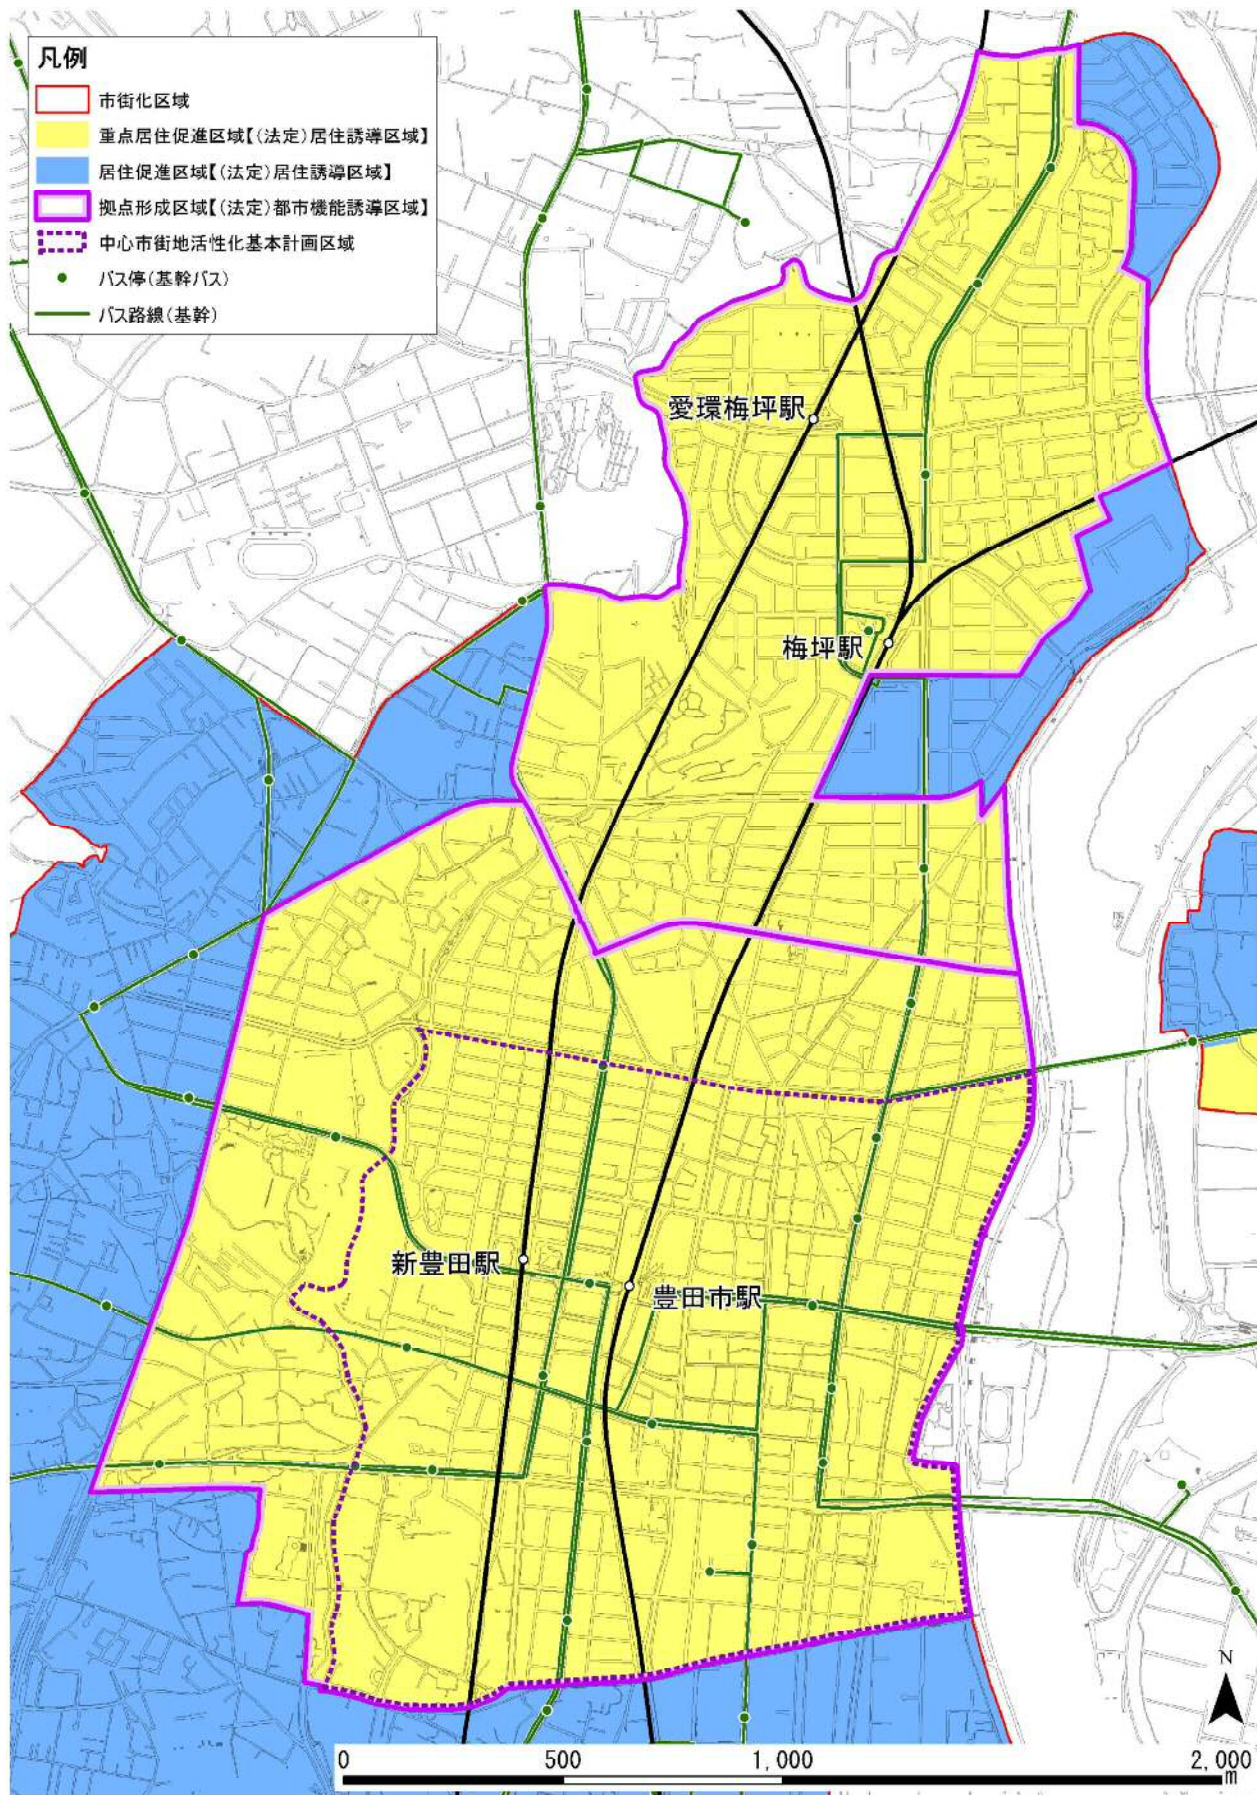 凡例
市街化区域
重点居住促進区域【(法定)居住誘導区域】
居住促進区域【(法定)居住誘導区域】
拠点形成区域【(法定)都市機能誘導区域】
中心市街地活性化基本計画区域
バス停(基幹バス)
バス路線(基幹)
愛環梅坪駅
梅坪駅
新豊田駅
豊田市駅
N
0 500 1,000 2,000
m